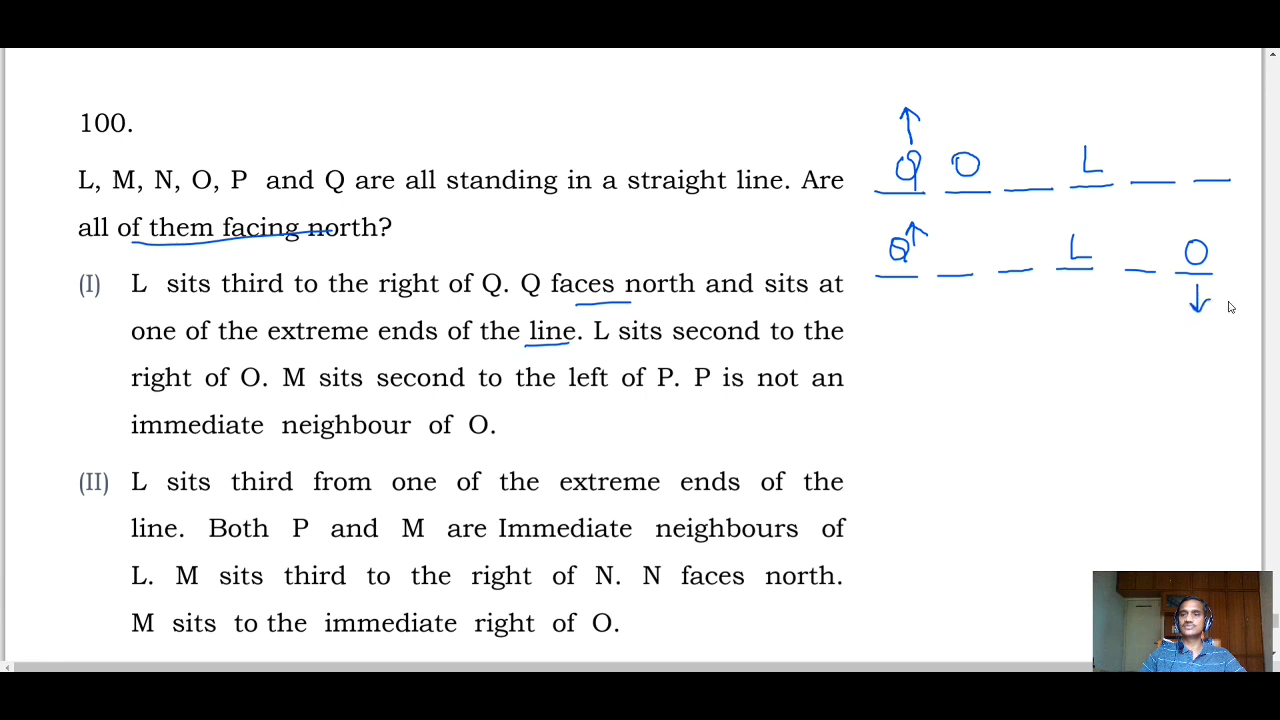 100.
L, M, N, O, P and Q are all standing in a straight line. Are
all of them facing north?
(I) L sits third to the right of Q. Q faces north and sits at
one of the extreme ends of the line. L sits second to the
right of O. M sits second to the left of P. P is not an
immediate neighbour of O.
(II) L sits third from one of the extreme ends of the
line. Both P and M are Immediate neighbours of
L. M sits third to the right of N. N faces north.
M sits to the immediate right of O.
Q O L
Q L O